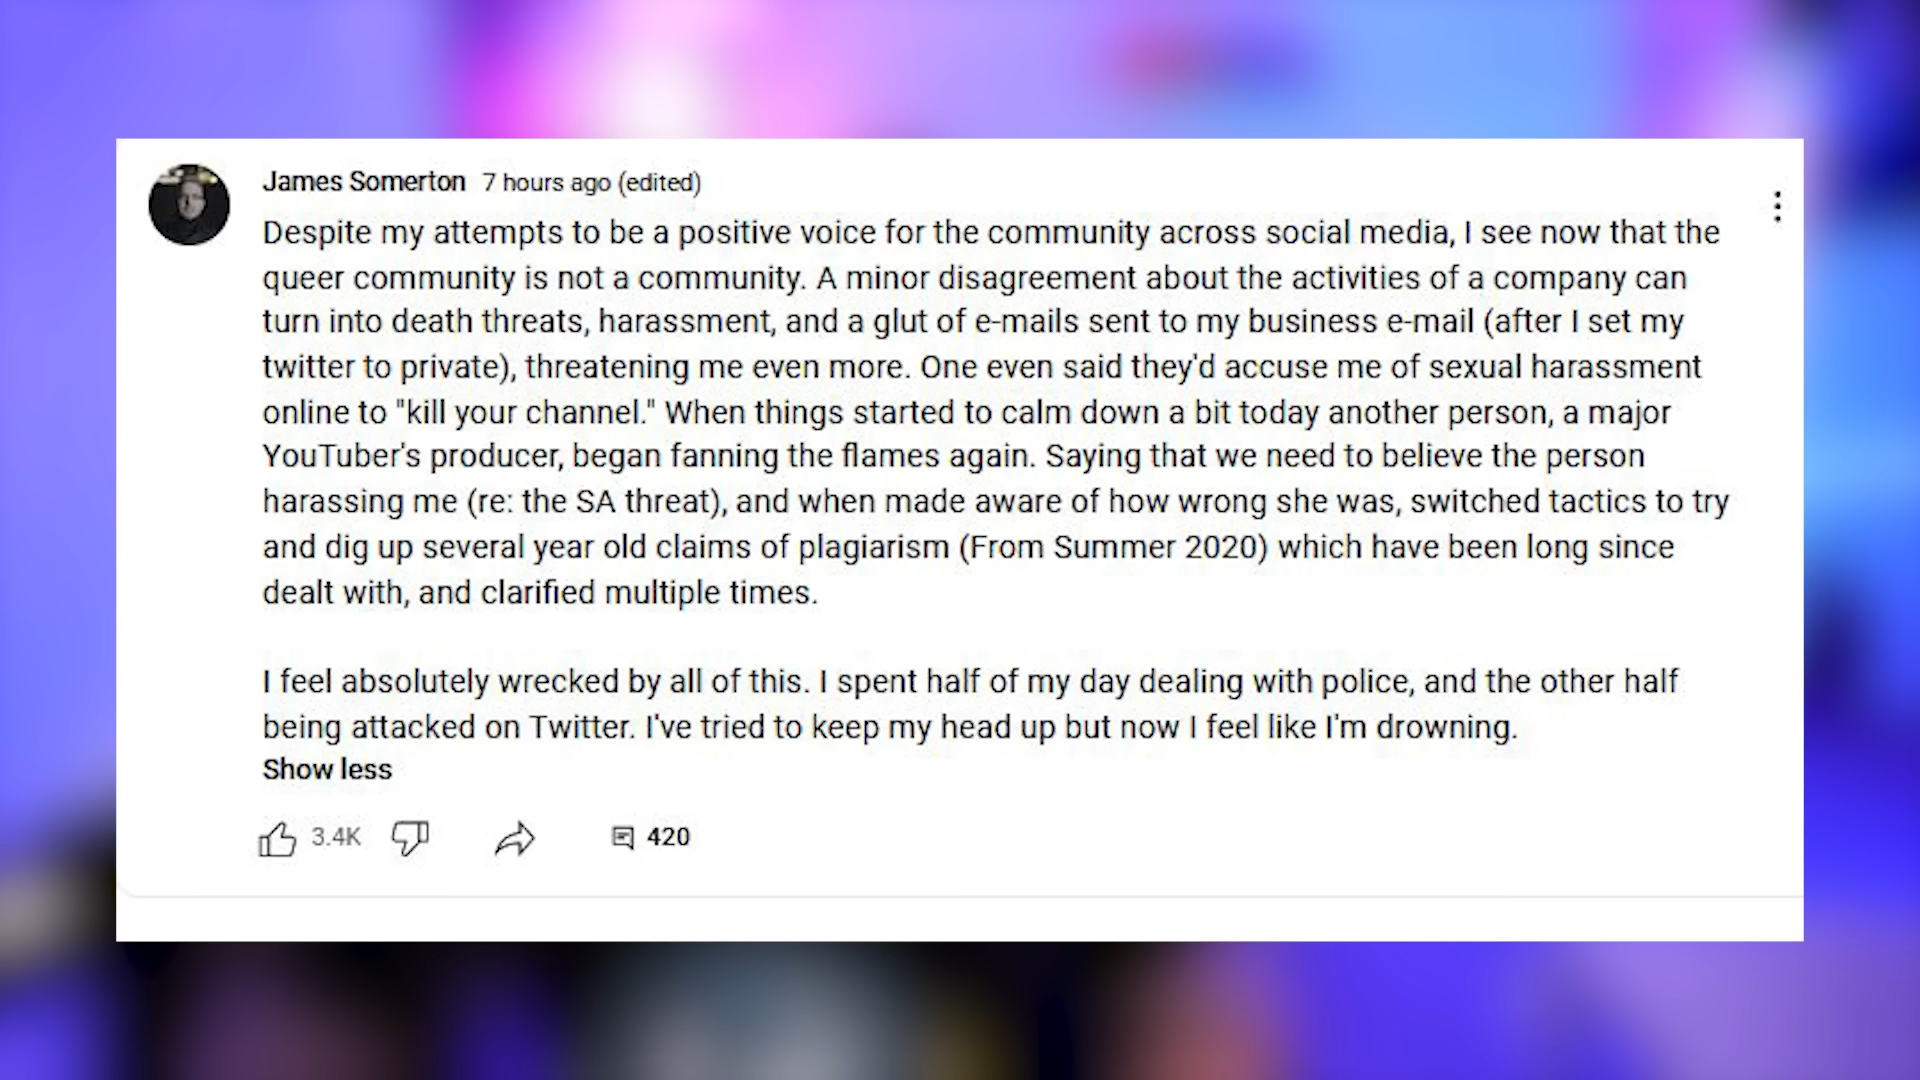 James Somerton 7 hours ago (edited)
Despite my attempts to be a positive voice for the community across social media, I see now that the
queer community is not a community. A minor disagreement about the activities of a company can
turn into death threats, harassment, and a glut of e-mails sent to my business e-mail (after I set my
twitter to private), threatening me even more. One even said they'd accuse me of sexual harassment
online to "kill your channel." When things started to calm down a bit today another person, a major
YouTuber's producer, began fanning the flames again. Saying that we need to believe the person
harassing me (re: the SA threat), and when made aware of how wrong she was, switched tactics to try
and dig up several year old claims of plagiarism (From Summer 2020) which have been long since
dealt with, and clarified multiple times.
I feel absolutely wrecked by all of this. I spent half of my day dealing with police, and the other half
being attacked on Twitter. I've tried to keep my head up but now I feel like I'm drowning.
Show less
3.4K 420